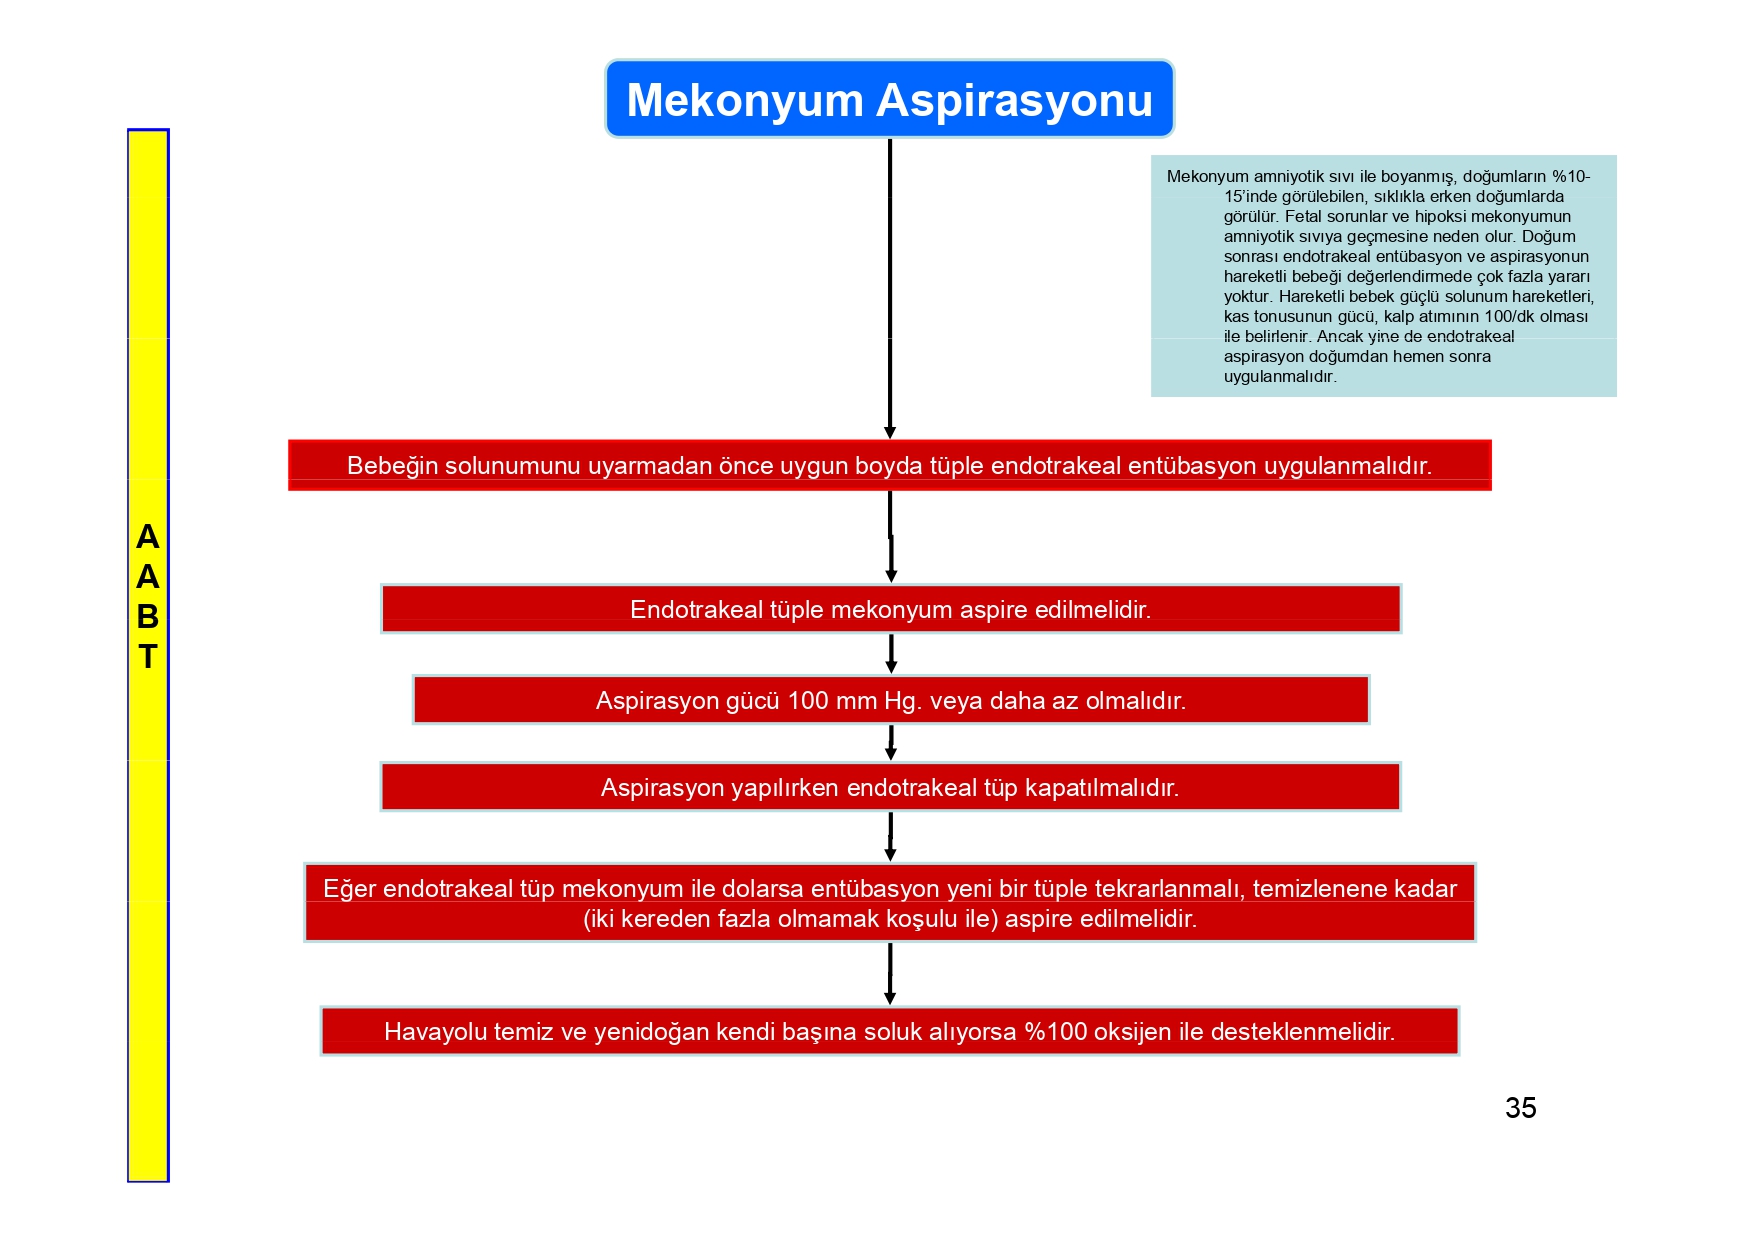 Mekonyum Aspirasyonu
Mekonyum amniyotik sıvı ile boyanmış, doğumların %10-
15’inde görülebilen, sıklıkla erken doğumlarda
görülür. Fetal sorunlar ve hipoksi mekonyumun
amniyotik sıvıya geçmesine neden olur. Doğum
sonrası endotrakeal entübasyon ve aspirasyonun
hareketli bebeği değerlendirmede çok fazla yararı
yoktur. Hareketli bebek güçlü solunum hareketleri,
kas tonusunun gücü, kalp atımının 100/dk olması
ile belirlenir. Ancak yine de endotrakeal
aspirasyon doğumdan hemen sonra
uygulanmalıdır.
Bebeğin solunumunu uyarmadan önce uygun boyda tüple endotrakeal entübasyon uygulanmalıdır.
A
A
B
T
Endotrakeal tüple mekonyum aspire edilmelidir.
Aspirasyon gücü 100 mm Hg. veya daha az olmalıdır.
Aspirasyon yapılırken endotrakeal tüp kapatılmalıdır.
Eğer endotrakeal tüp mekonyum ile dolarsa entübasyon yeni bir tüple tekrarlanmalı, temizlenene kadar
(iki kereden fazla olmamak koşulu ile) aspire edilmelidir.
Havayolu temiz ve yenidoğan kendi başına soluk alıyorsa %100 oksijen ile desteklenmelidir.
35